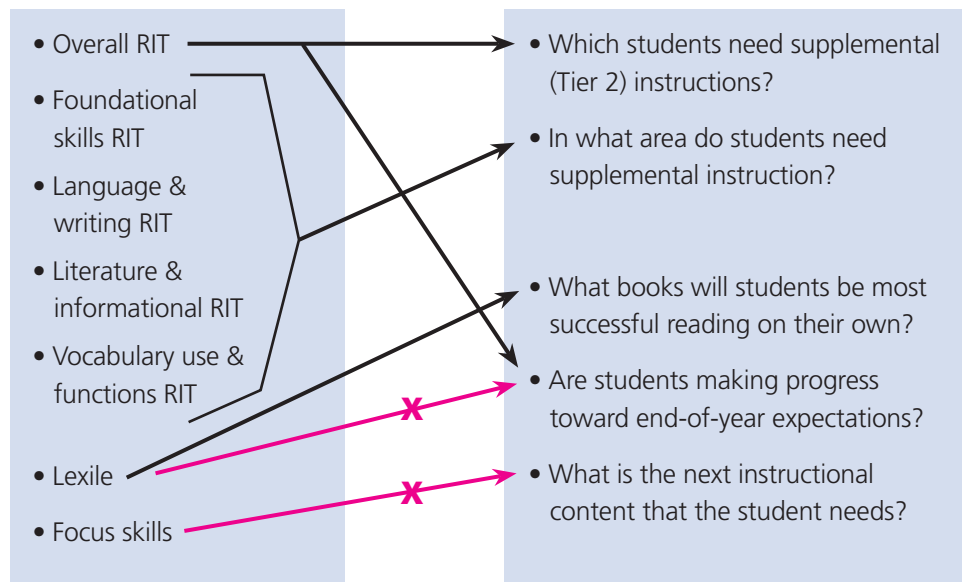 • Overall RIT
• Foundational
skills RIT
• Language &
writing RIT
• Literature &
informational RIT
• Vocabulary use &
functions RIT
• Lexile
• Focus skills
• Which students need supplemental
(Tier 2) instructions?
• In what area do students need
supplemental instruction?
• What books will students be most
successful reading on their own?
• Are students making progress
toward end-of-year expectations?
• What is the next instructional
content that the student needs?
x
x